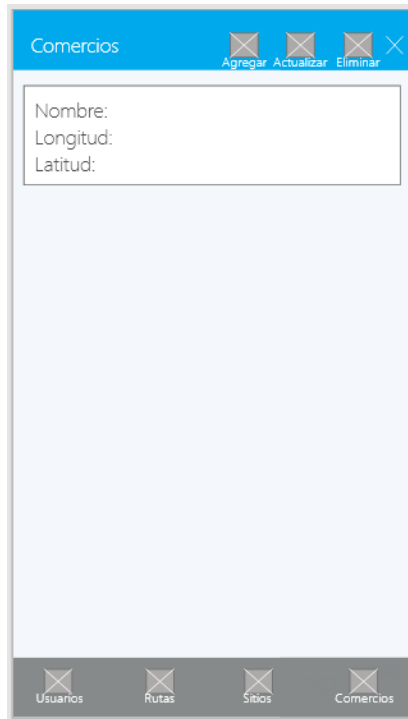 Comercios
Agregar Actualizar Eliminar
Nombre:
Longitud:
Latitud:
Usuarios Rutas Sitios Comercios